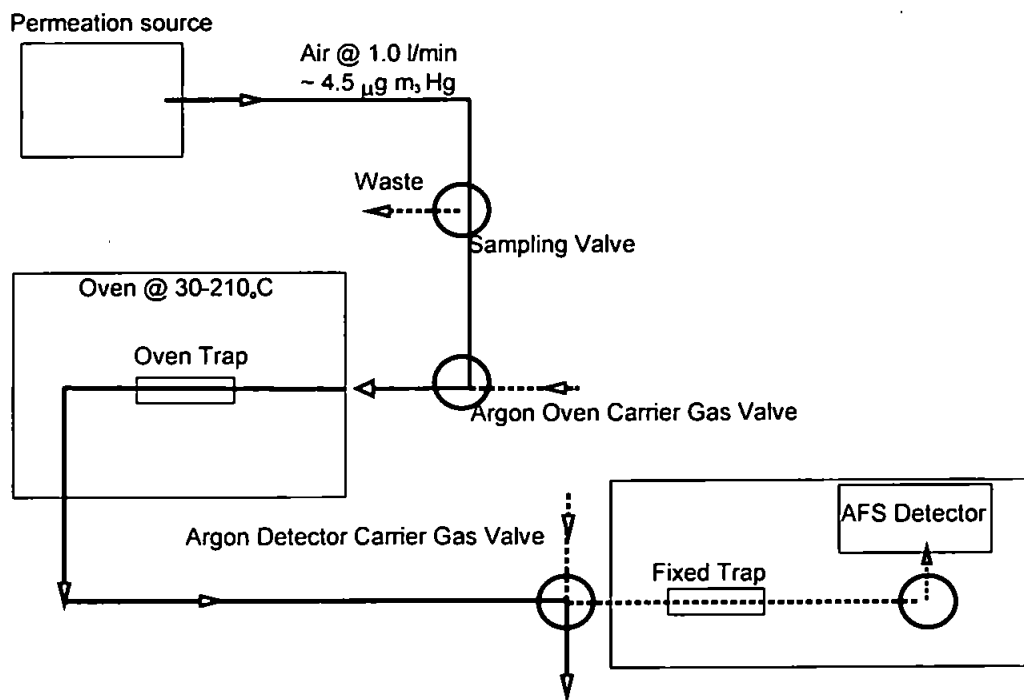 Permeation source
Air @ 1.0 l/min
~ 4.5 µg m₃ Hg
Waste
Sampling Valve
Oven @ 30-210ₒC
Oven Trap
Argon Oven Carrier Gas Valve
Argon Detector Carrier Gas Valve
AFS Detector
Fixed Trap